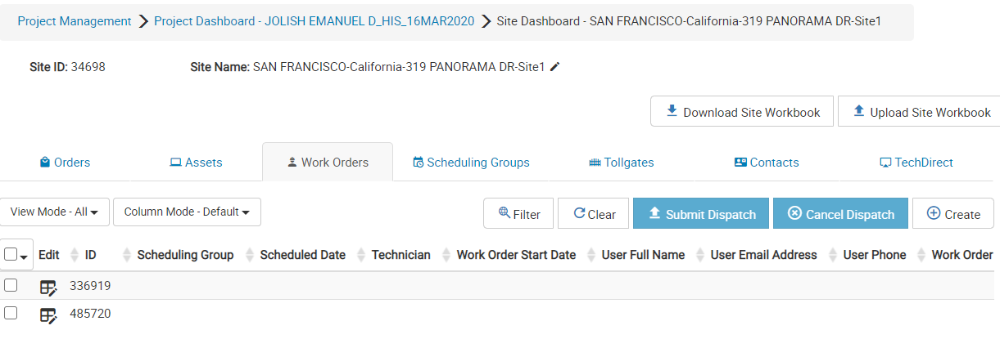 Project Management Project Dashboard - JOLISH EMANUEL D_HIS_16MAR2020 Site Dashboard - SAN FRANCISCO-California-319 PANORAMA DR-Site1
Site ID: 34698 Site Name: SAN FRANCISCO-California-319 PANORAMA DR-Site1
Download Site Workbook Upload Site Workbook
Orders Assets Work Orders Scheduling Groups Tollgates Contacts TechDirect
View Mode - All Column Mode - Default Filter Clear Submit Dispatch Cancel Dispatch Create
Edit ID Scheduling Group Scheduled Date Technician Work Order Start Date User Full Name User Email Address User Phone Work Order
336919
485720